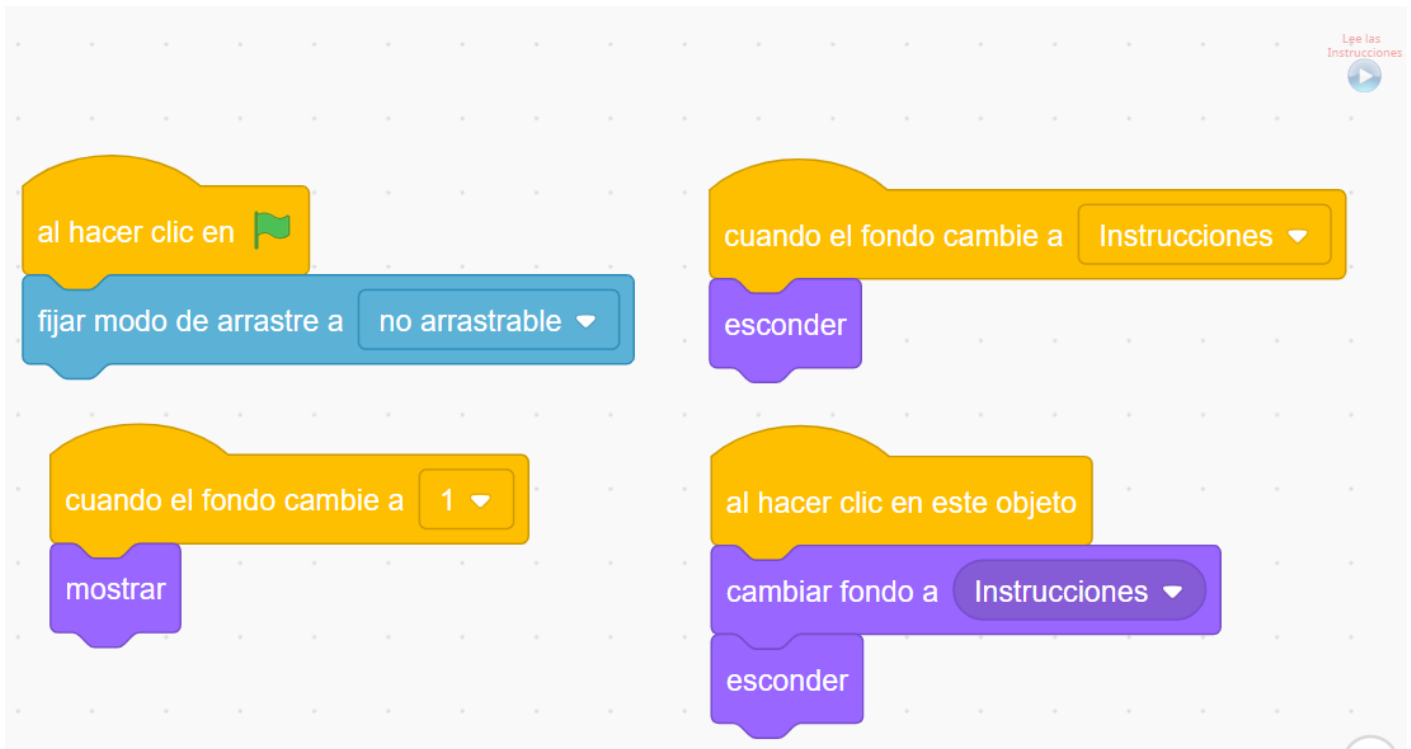 Lee las
Instrucciones
al hacer clic en
fijar modo de arrastre a no arrastrable
cuando el fondo cambie a Instrucciones
esconder
cuando el fondo cambie a 1
mostrar
al hacer clic en este objeto
cambiar fondo a Instrucciones
esconder